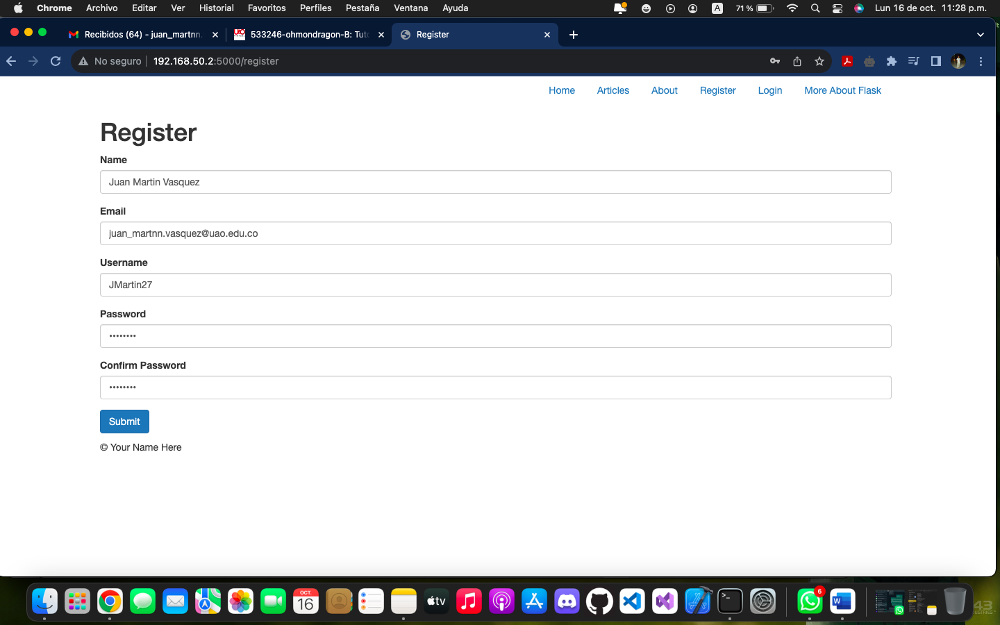 Chrome Archivo Editar Ver Historial Favoritos Perfiles Pestaña Ventana Ayuda A 71 % Lun 16 de oct. 11:28 p.m.
Recibidos (64) - juan_martnn. 533246-ohmondragon-B: Tut Register
No seguro 192.168.50.2:5000/register
Home Articles About Register Login More About Flask
Register
Name
Juan Martin Vasquez
Email
juan_martnn.vasquez@uao.edu.co
Username
JMartin27
Password
••••••••
Confirm Password
••••••••
Submit
© Your Name Here
OCT.
16
tv
6
W
43